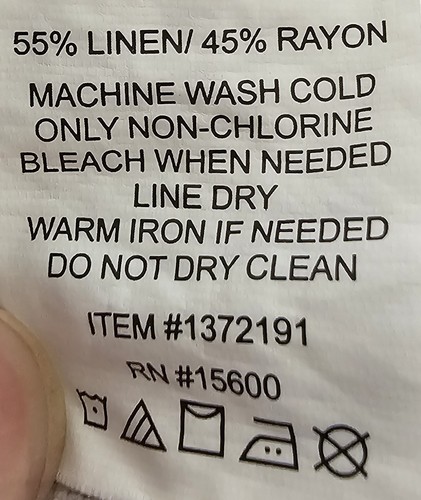 55% LINEN/ 45% RAYON
MACHINE WASH COLD
ONLY NON-CHLORINE
BLEACH WHEN NEEDED
LINE DRY
WARM IRON IF NEEDED
DO NOT DRY CLEAN
ITEM #1372191
RN #15600